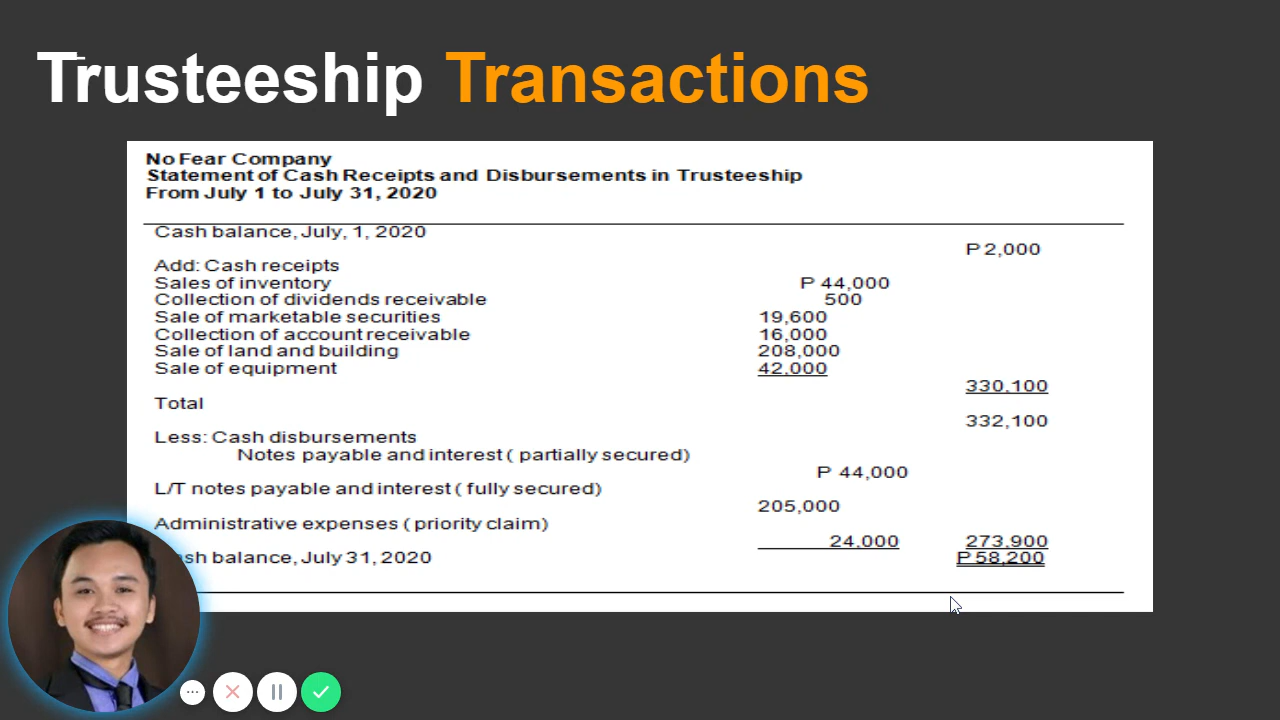 Trusteeship Transactions
No Fear Company
Statement of Cash Receipts and Disbursements in Trusteeship
From July 1 to July 31, 2020
Cash balance, July, 1, 2020
P 2,000
Add: Cash receipts
Sales of inventory P 44,000
Collection of dividends receivable 500
Sale of marketable securities 19,600
Collection of account receivable 16,000
Sale of land and building 208,000
Sale of equipment 42,000
330,100
Total
332,100
Less: Cash disbursements
Notes payable and interest ( partially secured)
P 44,000
L/T notes payable and interest ( fully secured)
205,000
Administrative expenses ( priority claim)
24,000 273,900
sh balance, July 31, 2020 P 58,200